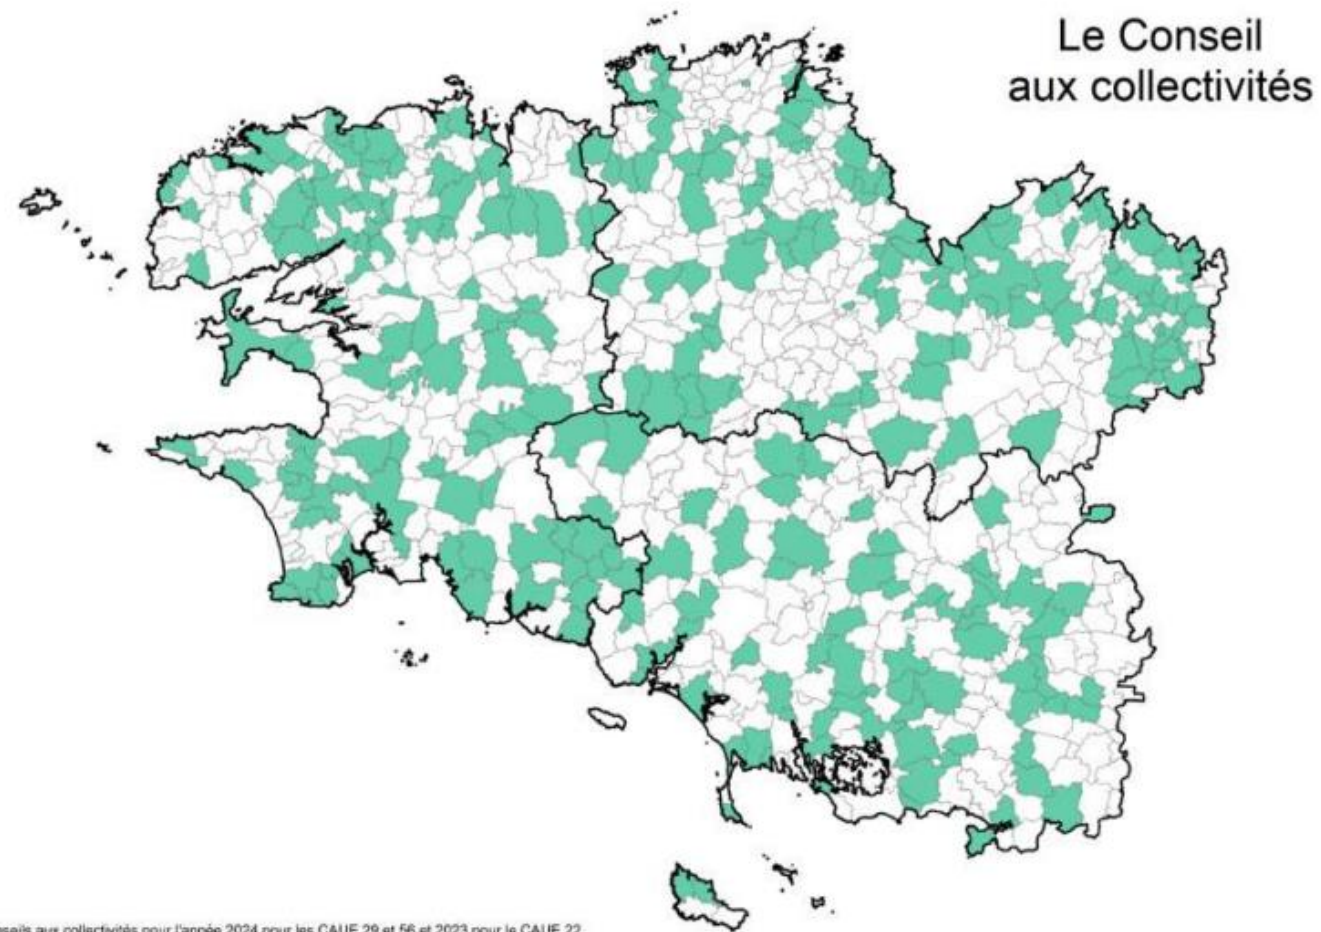 Le Conseil
aux collectivités
nseils aux collectivités pour l'année 2024 pour les CAUE 29 et 56 et 2023 pour le CAUE 22